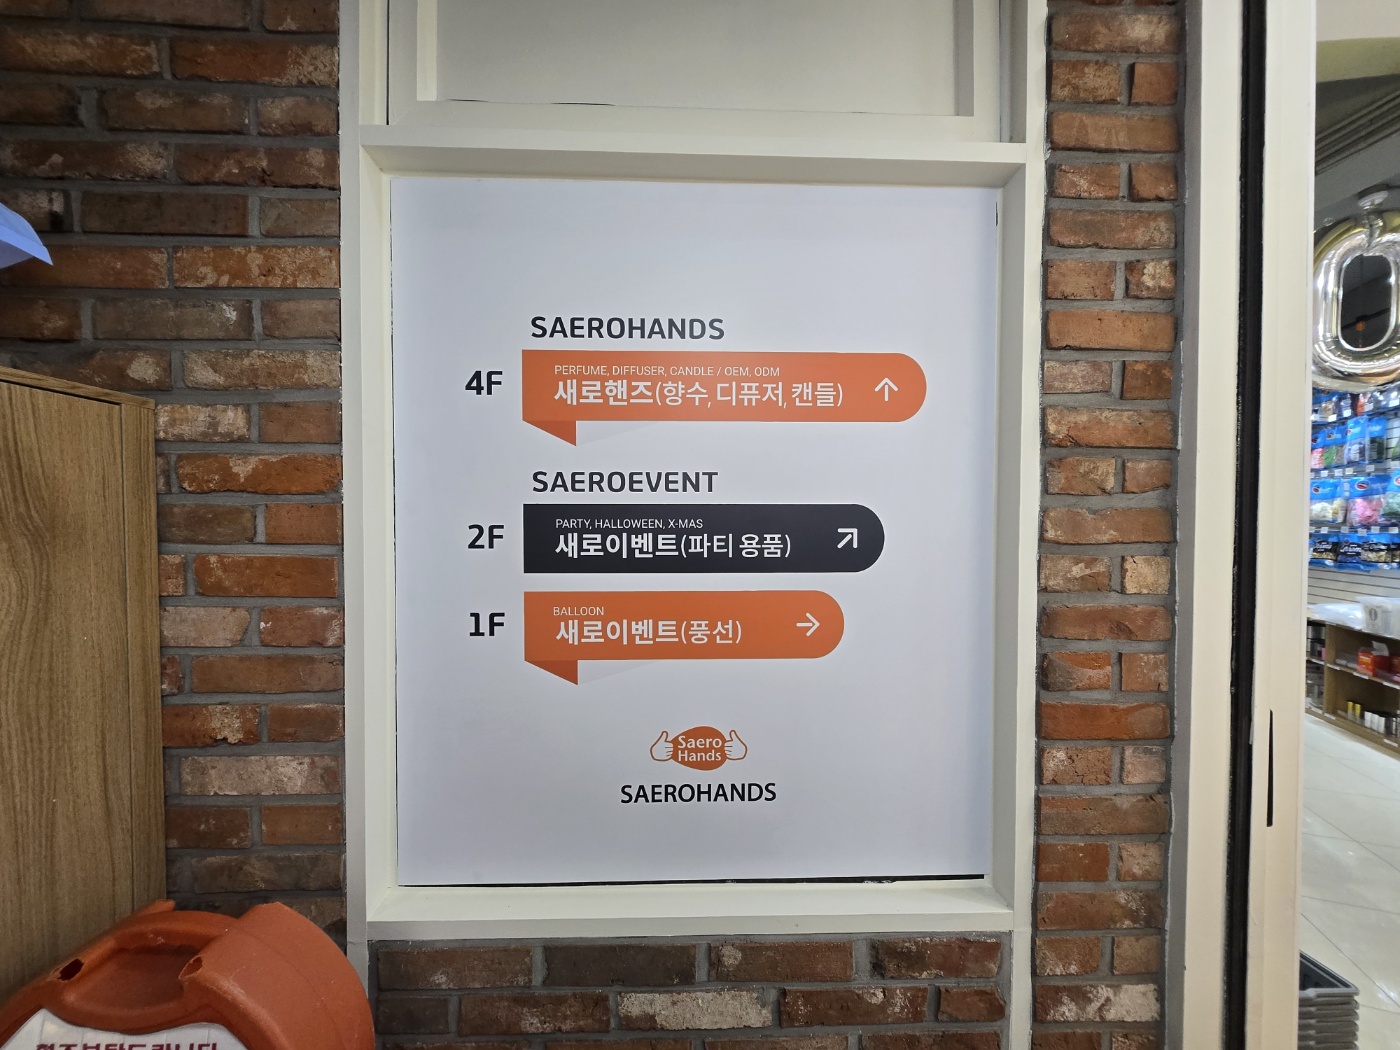 SAEROHANDS
4F
PERFUME, DIFFUSER, CANDLE / OEM, ODM
새로핸즈(향수, 디퓨저, 캔들)
SAEROEVENT
2F
PARTY, HALLOWEEN, X-MAS
새로이벤트(파티 용품)
1F
BALLOON
새로이벤트(풍선)
Saero
Hands
SAEROHANDS